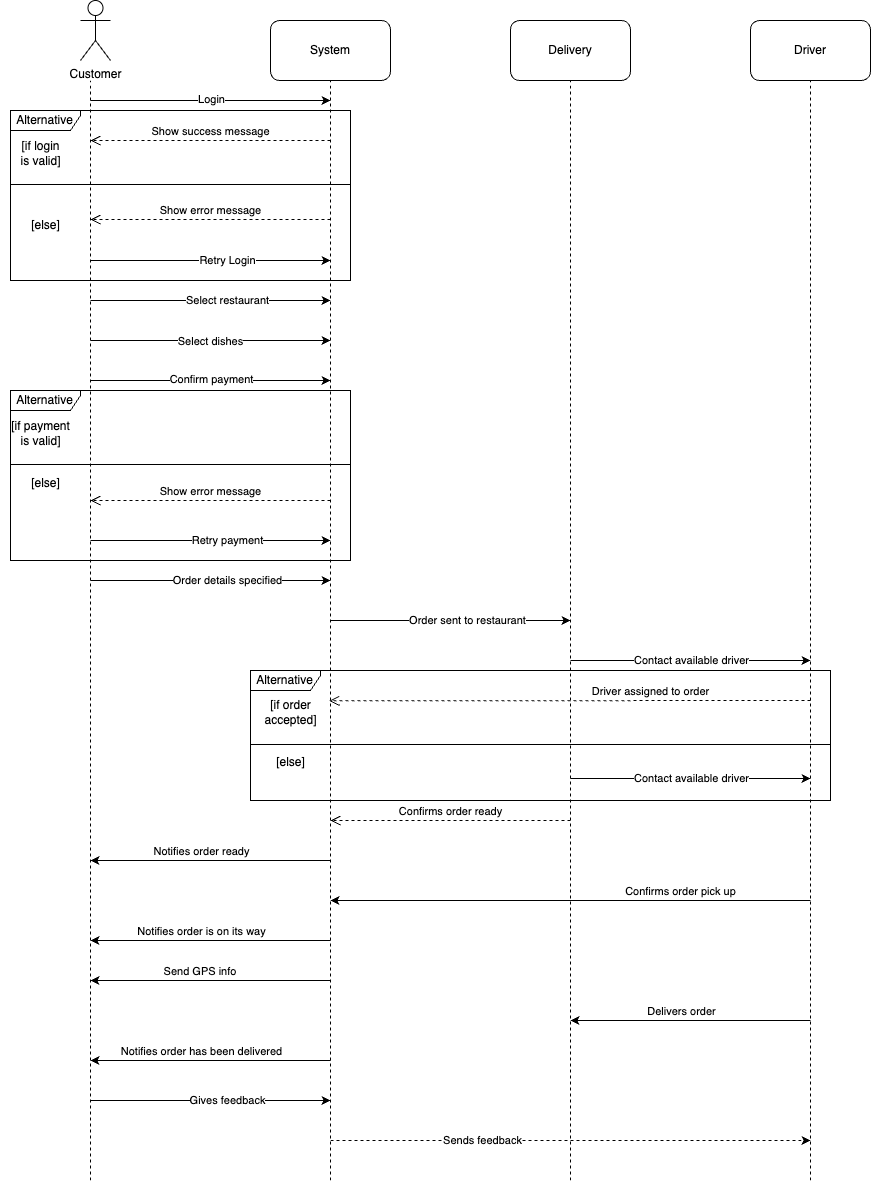 Customer
System
Delivery
Driver
Login
Alternative
Show success message
[if login
is valid]
Show error message
[else]
Retry Login
Select restaurant
Select dishes
Confirm payment
Alternative
[if payment
is valid]
[else]
Show error message
Retry payment
Order details specified
Order sent to restaurant
Contact available driver
Alternative
Driver assigned to order
[if order
accepted]
[else]
Contact available driver
Confirms order ready
Notifies order ready
Confirms order pick up
Notifies order is on its way
Send GPS info
Delivers order
Notifies order has been delivered
Gives feedback
Sends feedback